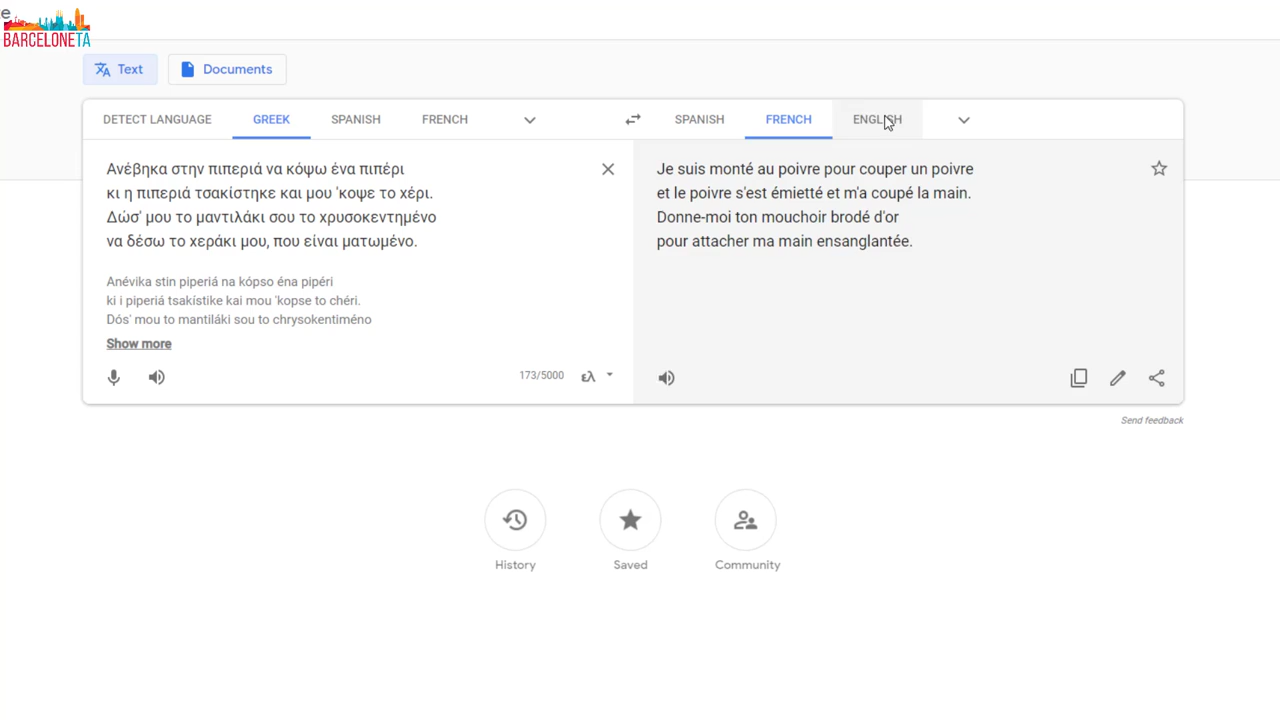 e
BARCELONETA
Text
Documents
DETECT LANGUAGE GREEK SPANISH FRENCH
SPANISH FRENCH ENGLISH
Ανέβηκα στην πιπεριά να κόψω ένα πιπέρι
κι η πιπεριά τσακίστηκε και μου 'κοψε το χέρι.
Δώσ' μου το μαντιλάκι σου το χρυσοκεντημένο
να δέσω το χεράκι μου, που είναι ματωμένο.
Anévika stin piperiá na kópso éna pipéri
ki i piperiá tsakístike kai mou 'kopse to chéri.
Dós' mou to mantiláki sou to chrysokentiméno
Show more
173/5000
ελ
Je suis monté au poivre pour couper un poivre
et le poivre s'est émietté et m'a coupé la main.
Donne-moi ton mouchoir brodé d'or
pour attacher ma main ensanglantée.
Send feedback
History
Saved
Community